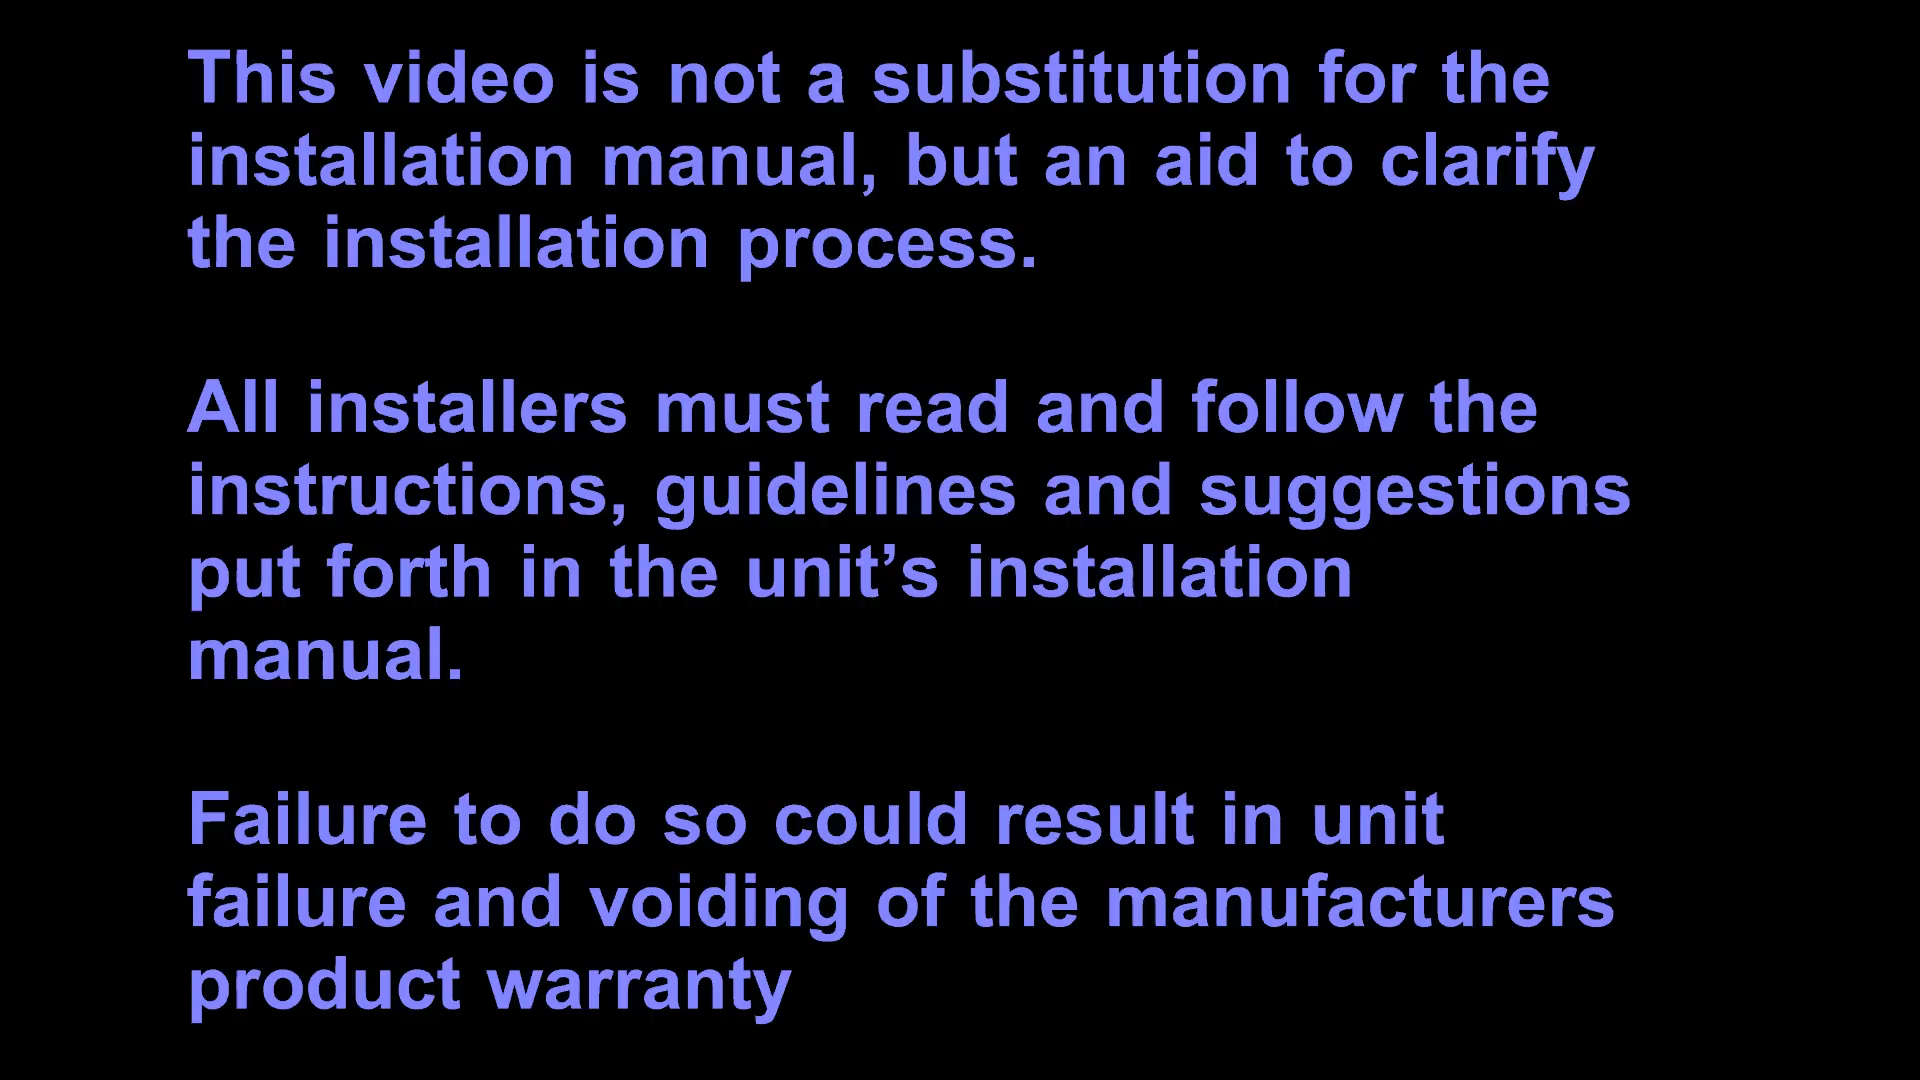 This video is not a substitution for the
installation manual, but an aid to clarify
the installation process.
All installers must read and follow the
instructions, guidelines and suggestions
put forth in the unit’s installation
manual.
Failure to do so could result in unit
failure and voiding of the manufacturers
product warranty